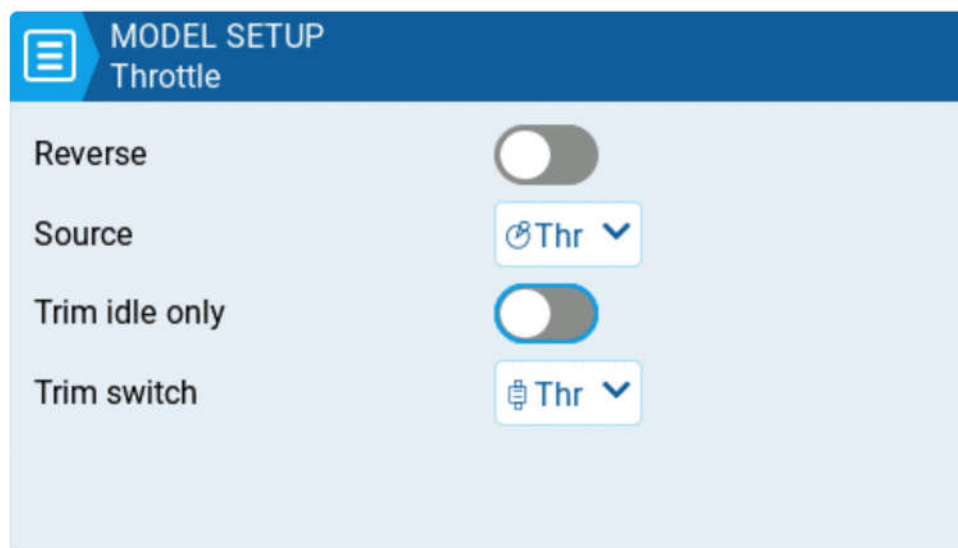 MODEL SETUP
Throttle
Reverse
Source
Thr
Trim idle only
Trim switch
Thr